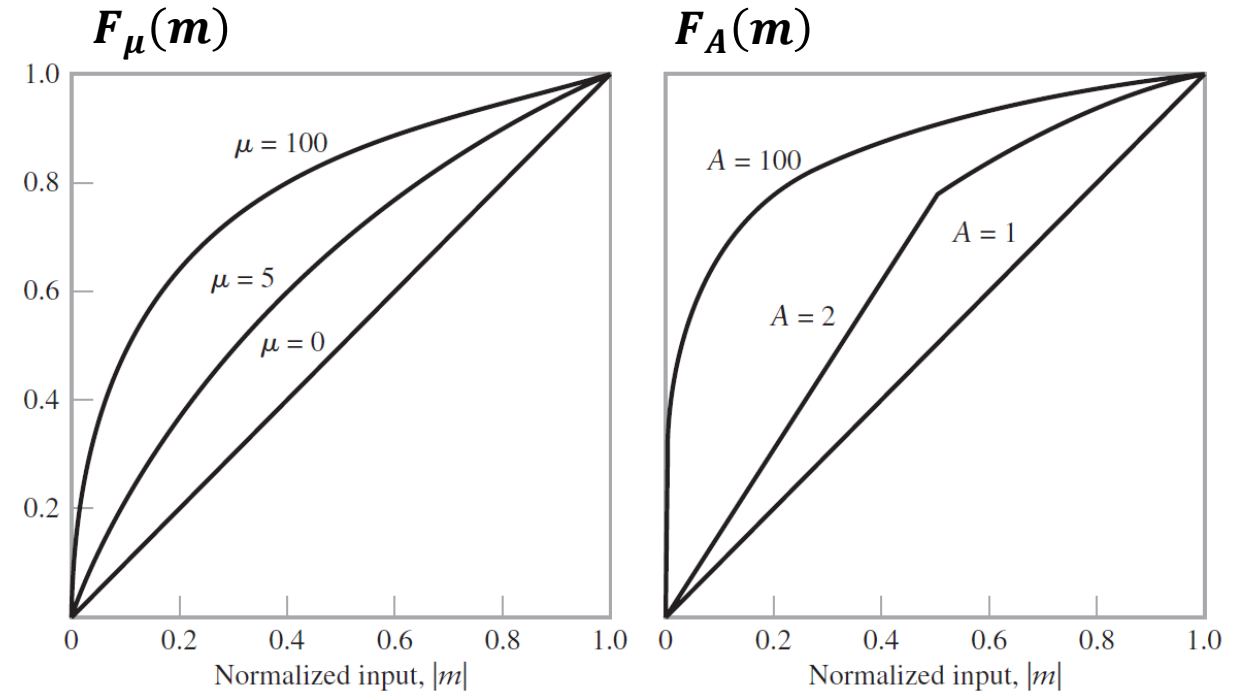 F_μ(m)
1.0
0.8
0.6
0.4
0.2
μ = 100
μ = 5
μ = 0
0 0.2 0.4 0.6 0.8 1.0
Normalized input, |m|
F_A(m)
A = 100
A = 1
A = 2
0 0.2 0.4 0.6 0.8 1.0
Normalized input, |m|